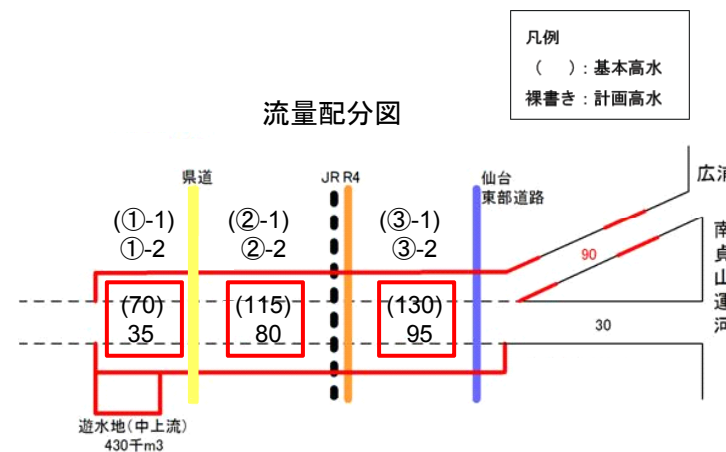 凡例
( ):基本高水
裸書き:計画高水
流量配分図
県道
JR R4
仙台
東部道路
広浦
(①-1)
①-2
(②-1)
②-2
(③-1)
③-2
90
南貞山運河
(70)
35
(115)
80
(130)
95
30
遊水地(中上流)
430千m3